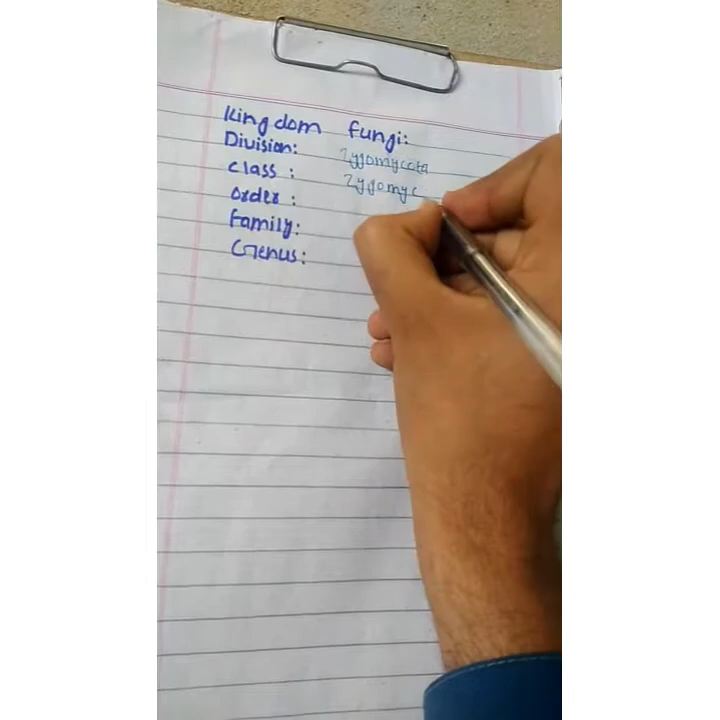 Kingdom Fungi:
Division: Zygomycota
Class: Zygomyc
Order:
Family:
Genus: